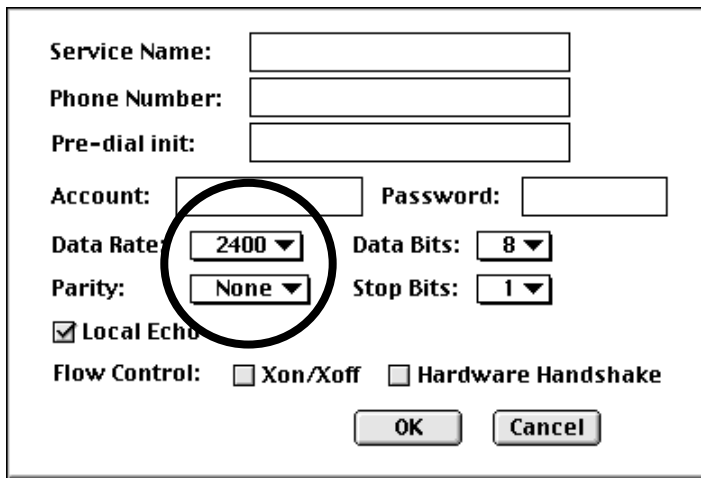 Service Name:
Phone Number:
Pre-dial init:
Account: Password:
Data Rate: 2400 Data Bits: 8
Parity: None Stop Bits: 1
Local Echo
Flow Control: Xon/Xoff Hardware Handshake
OK Cancel